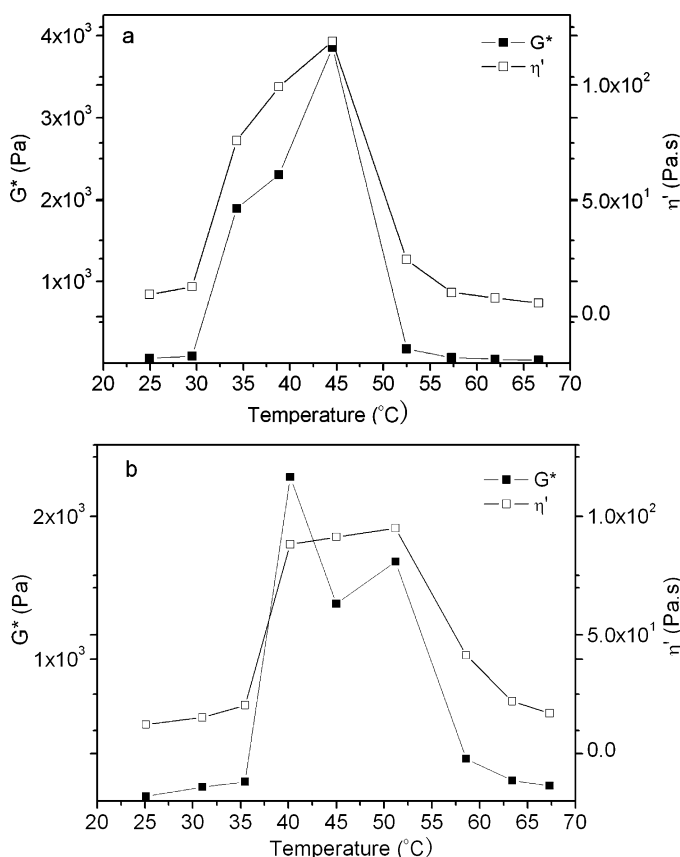 a
G*
η'
4x10³
3x10³
2x10³
1x10³
G* (Pa)
1.0x10²
5.0x10¹
0.0
η' (Pa.s)
20 25 30 35 40 45 50 55 60 65 70
Temperature (°C)
b
G*
η'
2x10³
1x10³
G* (Pa)
1.0x10²
5.0x10¹
0.0
η' (Pa.s)
20 25 30 35 40 45 50 55 60 65 70
Temperature (°C)